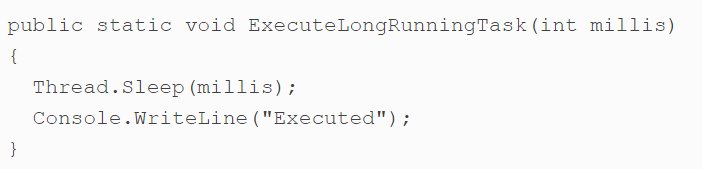 public static void ExecuteLongRunningTask(int millis)
{
  Thread.Sleep(millis);
  Console.WriteLine("Executed");
}